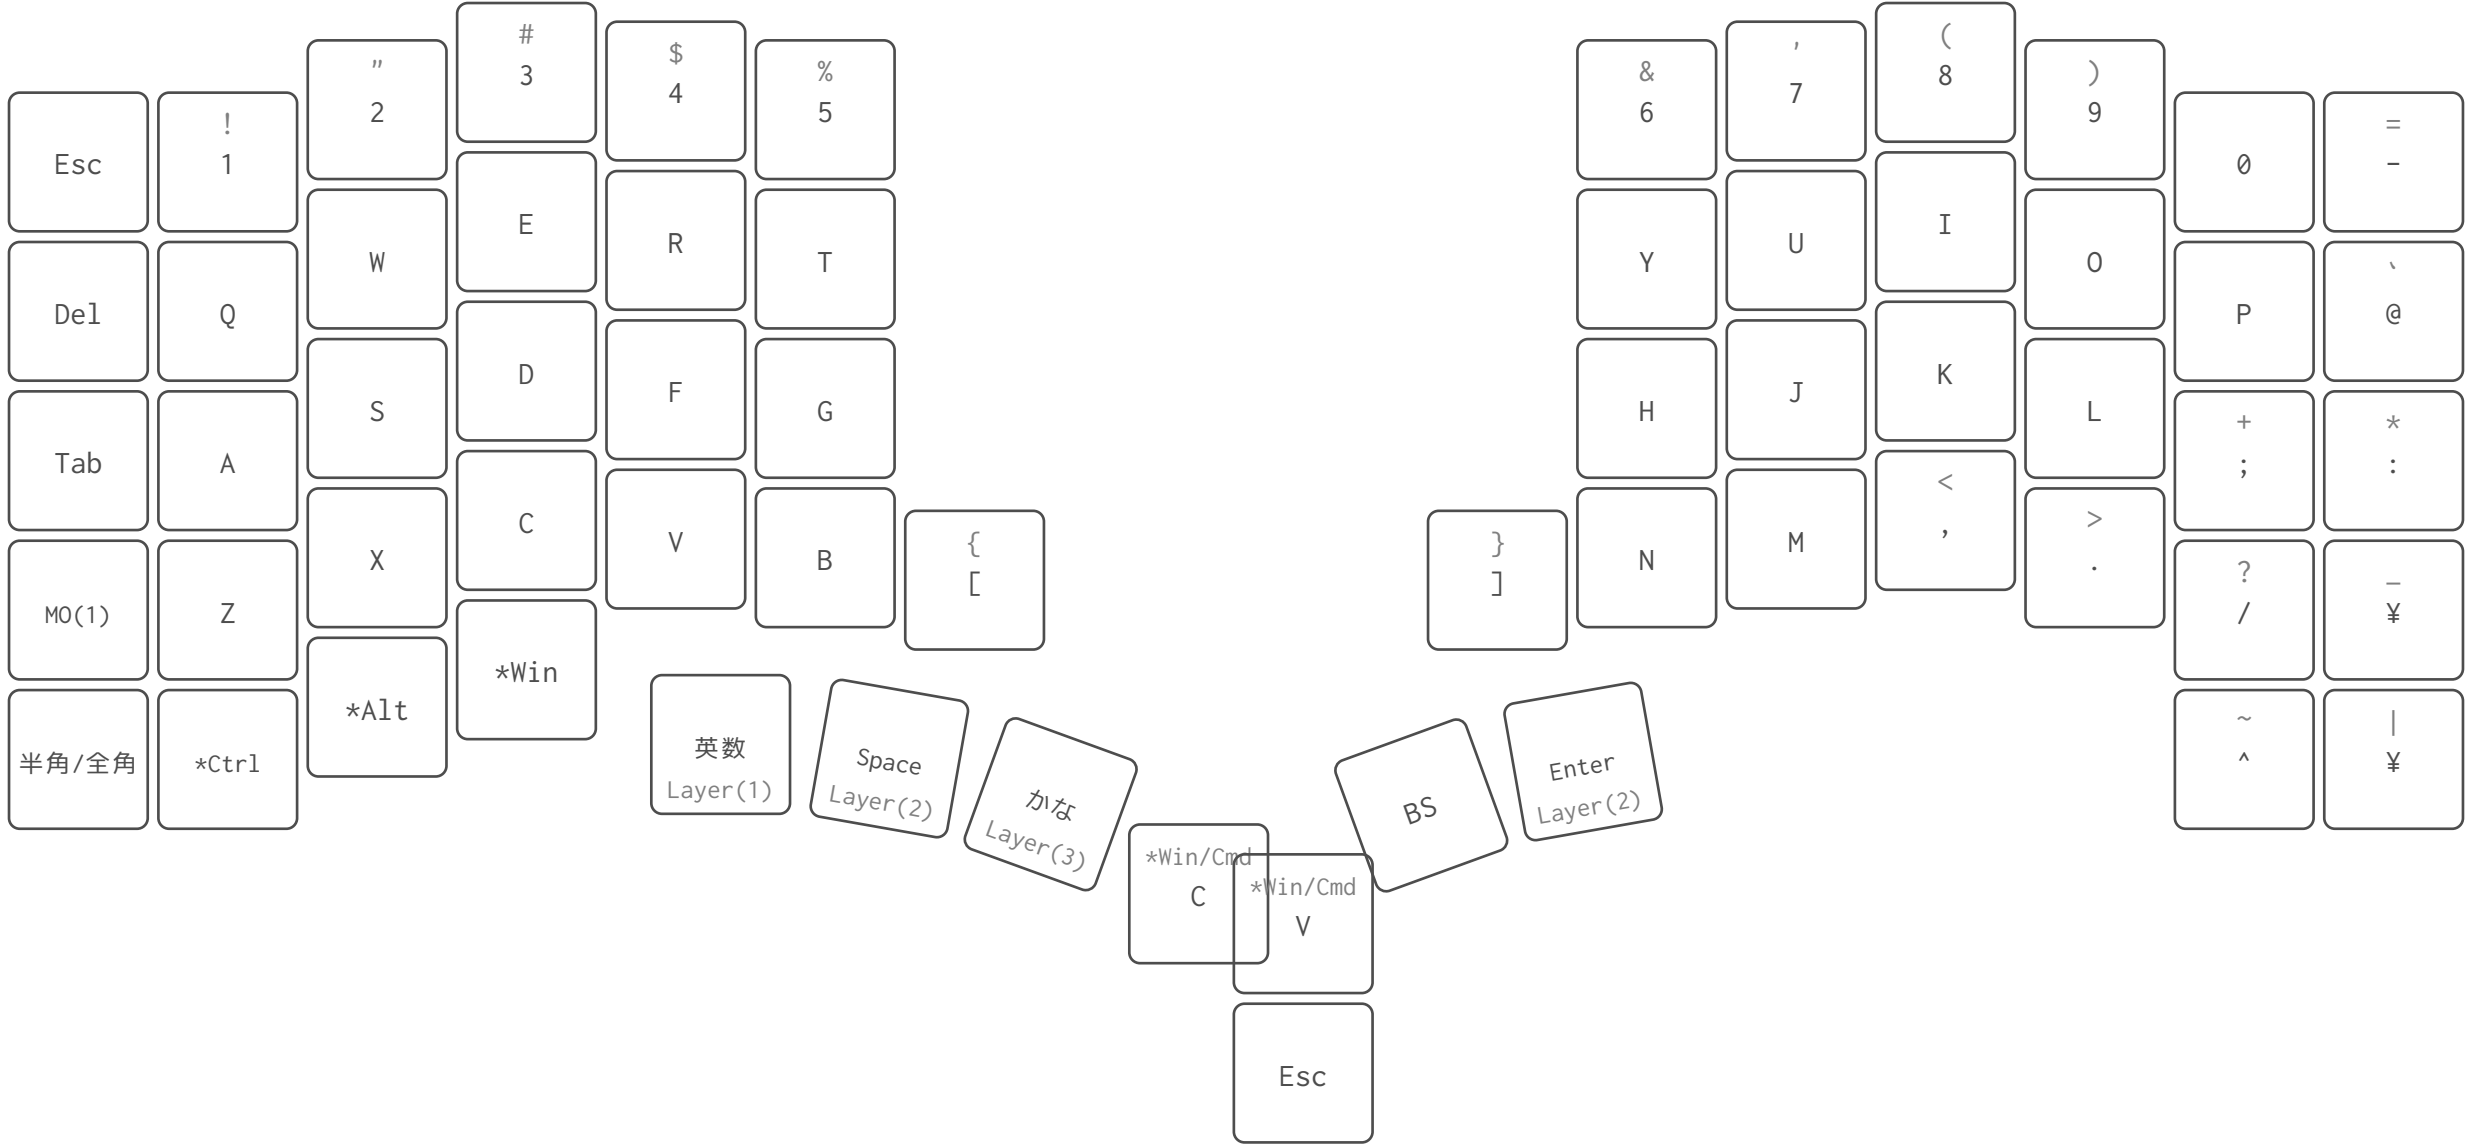 Esc
!
1
"
2
#
3
$
4
%
5
&
6
'
7
(
8
)
9
0
=
-
Del
Q
W
E
R
T
Y
U
I
O
P
`
@
Tab
A
S
D
F
G
H
J
K
L
+
;
*
:
MO(1)
Z
X
C
V
B
{
[
}
]
N
M
<
,
>
.
?
/
_
¥
半角/全角
*Ctrl
*Alt
*Win
英数
Layer(1)
Space
Layer(2)
かな
Layer(3)
*Win/Cmd
C
*Win/Cmd
V
BS
Enter
Layer(2)
~
^
|
¥
Esc